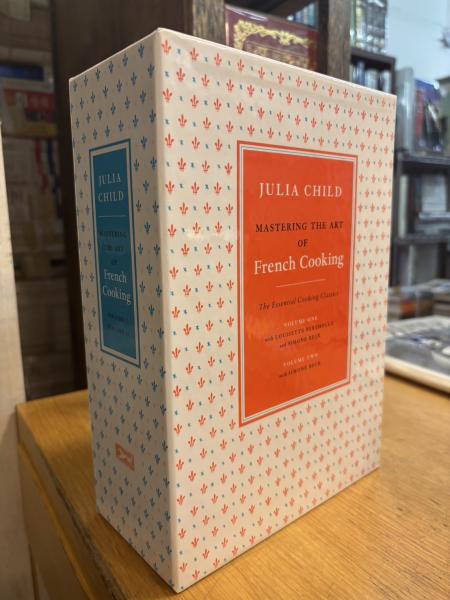 JULIA
CHILD
MASTERING
THE ART
OF
French
Cooking
JULIA CHILD
MASTERING THE ART
OF
French Cooking
The Essential Cooking Classics
VOLUME ONE
with LOUISETTE BERTHOLLE
and SIMONE BECK
VOLUME TWO
with SIMONE BECK